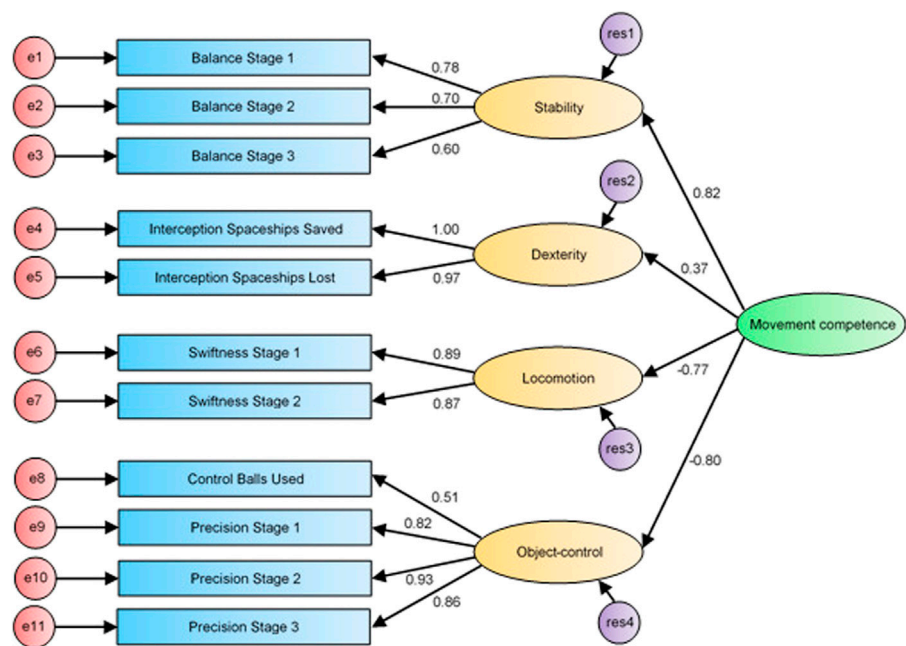 res1
e1
Balance Stage 1
0.78
e2
Balance Stage 2
0.70
Stability
e3
Balance Stage 3
0.60
res2
0.82
e4
Interception Spaceships Saved
1.00
Dexterity
e5
Interception Spaceships Lost
0.97
0.37
Movement competence
e6
Swiftness Stage 1
0.89
Locomotion
-0.77
e7
Swiftness Stage 2
0.87
res3
e8
Control Balls Used
0.51
-0.80
e9
Precision Stage 1
0.82
Object-control
e10
Precision Stage 2
0.93
e11
Precision Stage 3
0.86
res4